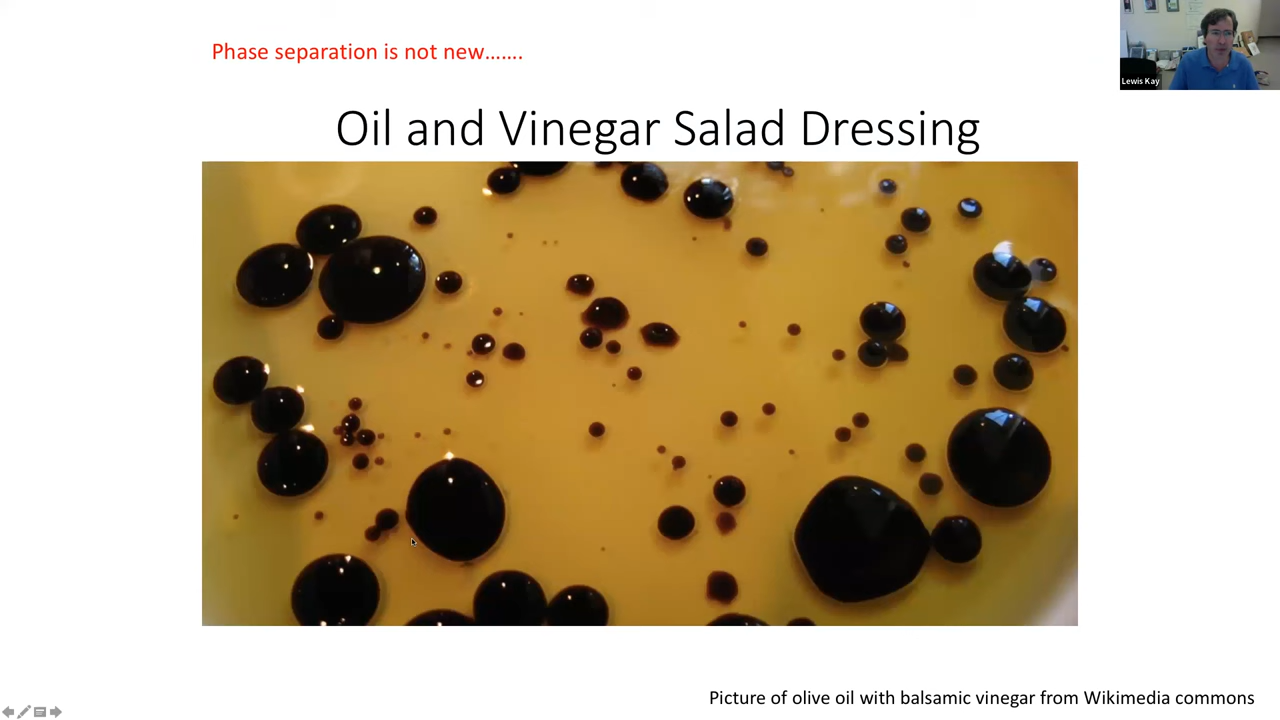 Phase separation is not new…….
Lewis Kay
Oil and Vinegar Salad Dressing
Picture of olive oil with balsamic vinegar from Wikimedia commons